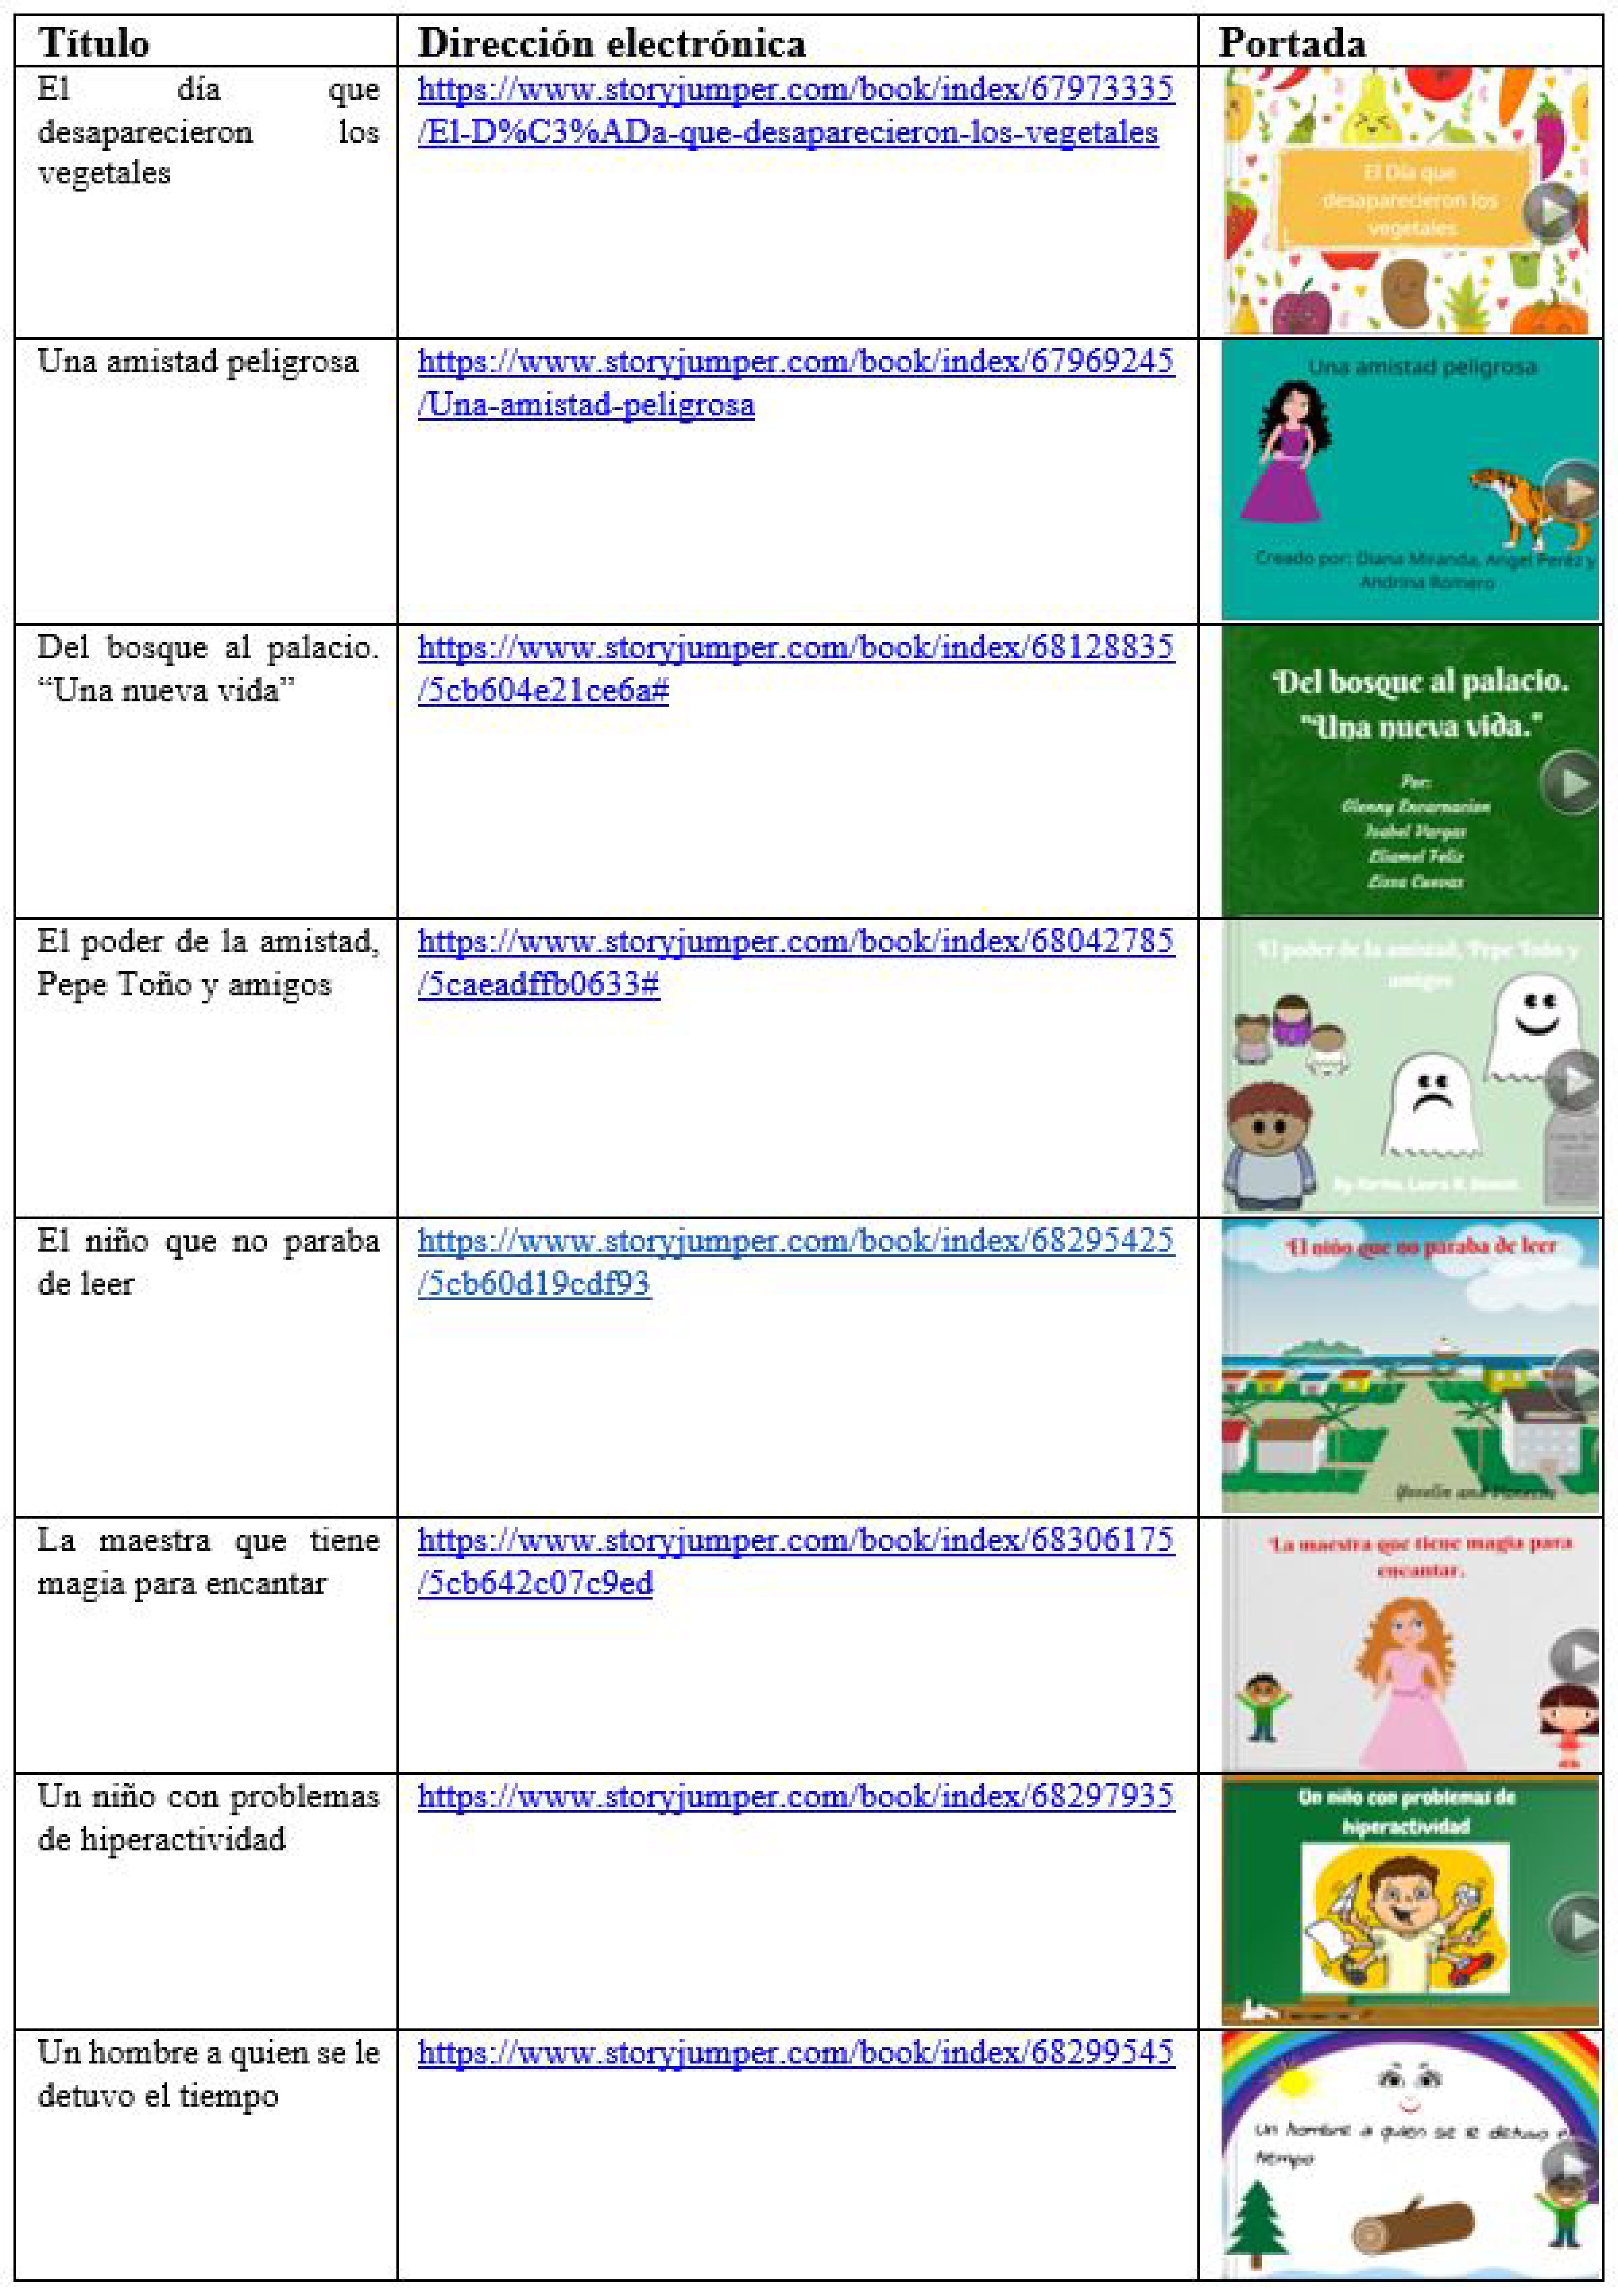 Título Dirección electrónica Portada
El día que
desaparecieron los
vegetales
https://www.storyjumper.com/book/index/67973335
/El-D%C3%ADa-que-desaparecieron-los-vegetales
El Día que
desaparecieron los
vegetales
Una amistad peligrosa
https://www.storyjumper.com/book/index/67969245
/Una-amistad-peligrosa
Una amistad peligrosa
Creado por: Diana Miranda, Angel Perez y
Andrina Romero
Del bosque al palacio.
“Una nueva vida”
https://www.storyjumper.com/book/index/68128835
/5cb604e21ce6a#
Del bosque al palacio.
"Una nueva vida."
Por:
Glenny Encarnacion
Isabel Vargas
Eliamel Feliz
Lissa Cuevas
El poder de la amistad,
Pepe Toño y amigos
https://www.storyjumper.com/book/index/68042785
/5caeadffb0633#
El poder de la amistad, Pepe Toño y
amigos
El niño que no paraba
de leer
https://www.storyjumper.com/book/index/68295425
/5cb60d19cdf93
El niño que no paraba de leer
La maestra que tiene
magia para encantar
https://www.storyjumper.com/book/index/68306175
/5cb642c07c9ed
La maestra que tiene magia para
encantar.
Un niño con problemas
de hiperactividad
https://www.storyjumper.com/book/index/68297935
Un niño con problemas de
hiperactividad
Un hombre a quien se le
detuvo el tiempo
https://www.storyjumper.com/book/index/68299545
Un hombre a quien se le detuvo el
tiempo